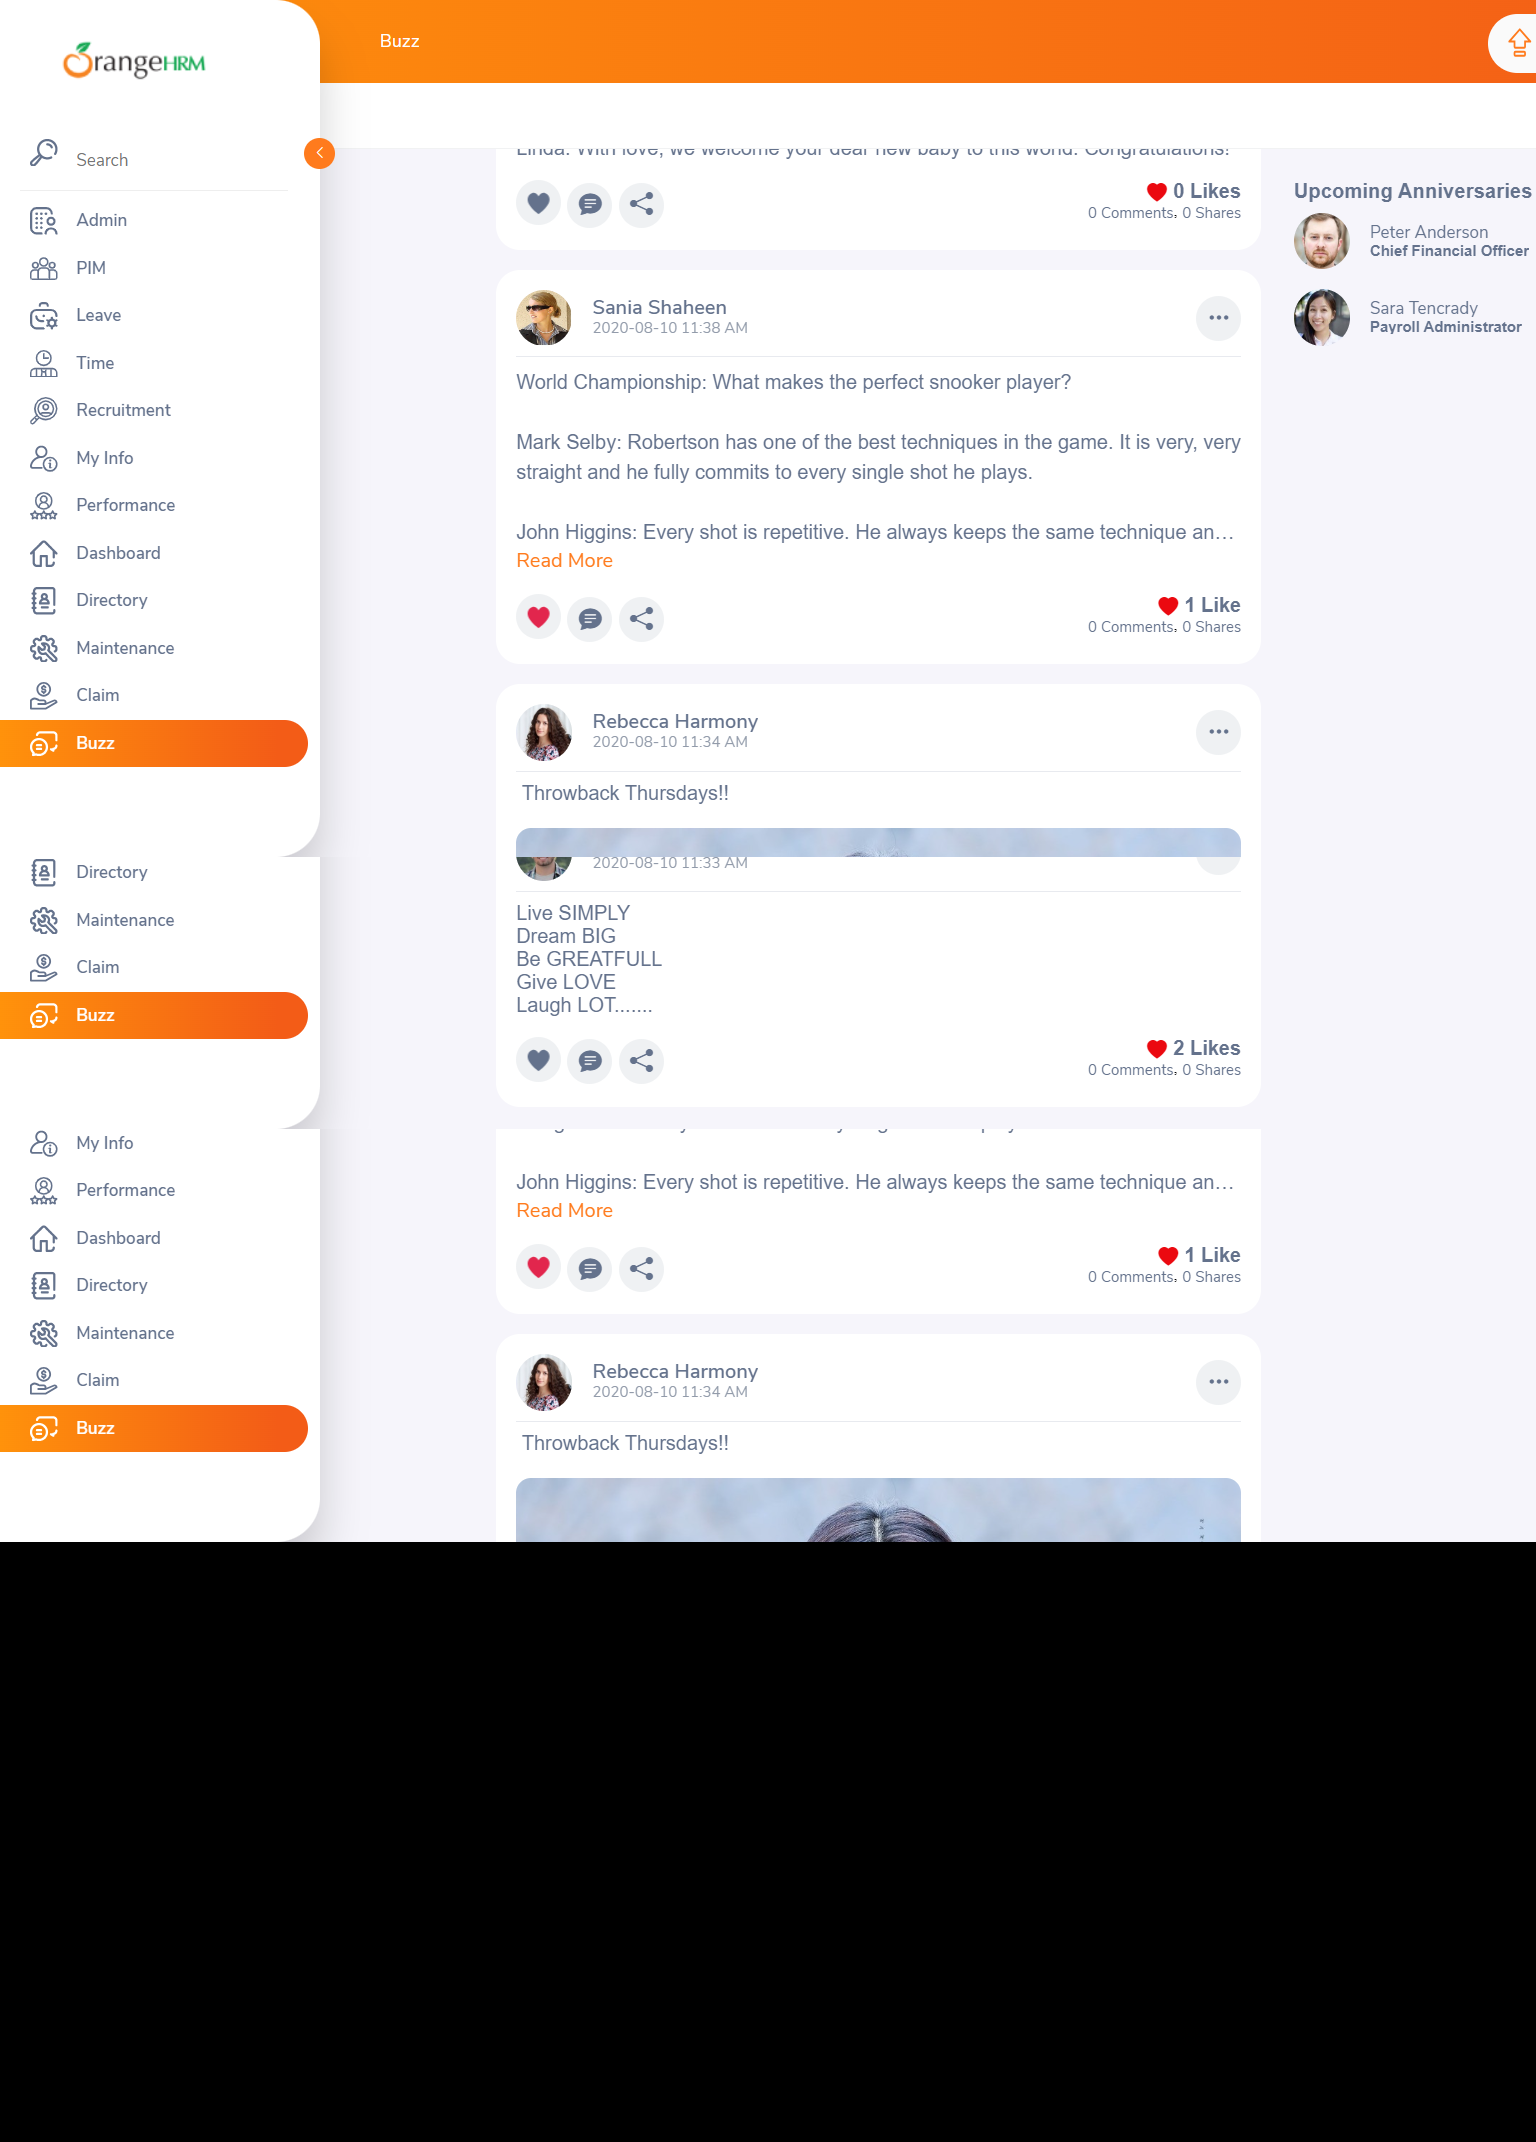 OrangeHRM
Buzz
Search
Admin
PIM
Leave
Time
Recruitment
My Info
Performance
Dashboard
Directory
Maintenance
Claim
Buzz
Linda: With love, we welcome your dear new baby to this world. Congratulations!
0 Likes
0 Comments, 0 Shares
Upcoming Anniversaries
Peter Anderson
Chief Financial Officer
Sara Tencrady
Payroll Administrator
Sania Shaheen
2020-08-10 11:38 AM
World Championship: What makes the perfect snooker player?
Mark Selby: Robertson has one of the best techniques in the game. It is very, very
straight and he fully commits to every single shot he plays.
John Higgins: Every shot is repetitive. He always keeps the same technique an...
Read More
1 Like
0 Comments, 0 Shares
Rebecca Harmony
2020-08-10 11:34 AM
Throwback Thursdays!!
2020-08-10 11:33 AM
Directory
Maintenance
Claim
Buzz
Live SIMPLY
Dream BIG
Be GREATFULL
Give LOVE
Laugh LOT.......
2 Likes
0 Comments, 0 Shares
My Info
Performance
Dashboard
Directory
Maintenance
Claim
Buzz
John Higgins: Every shot is repetitive. He always keeps the same technique an...
Read More
1 Like
0 Comments, 0 Shares
Rebecca Harmony
2020-08-10 11:34 AM
Throwback Thursdays!!